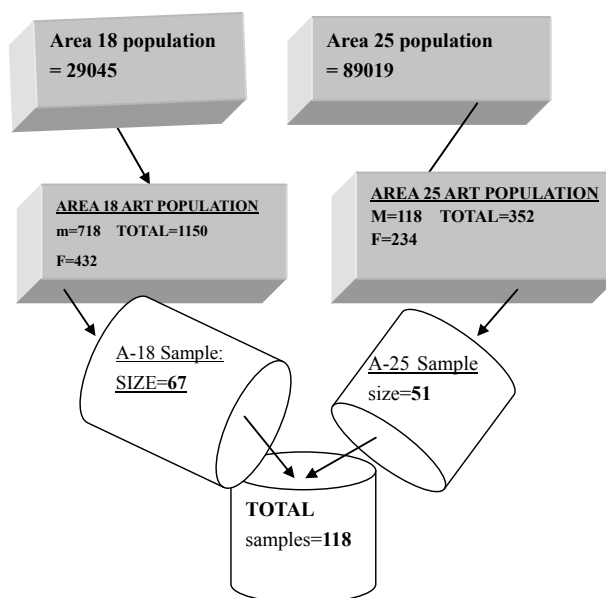 Area 18 population
= 29045
Area 25 population
= 89019
AREA 18 ART POPULATION
m=718 TOTAL=1150
F=432
AREA 25 ART POPULATION
M=118 TOTAL=352
F=234
A-18 Sample:
SIZE=67
A-25 Sample
size=51
TOTAL
samples=118